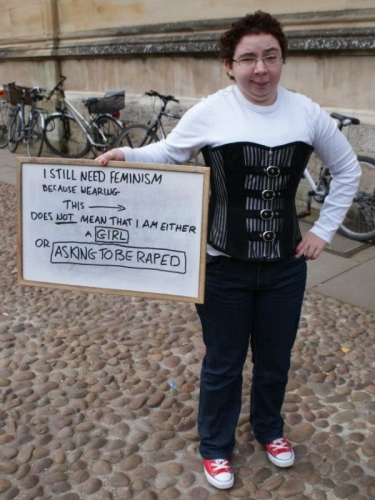 I STILL NEED FEMINISM
BECAUSE WEARING
THIS →
DOES NOT MEAN THAT I AM EITHER
A GIRL
OR ASKING TO BE RAPED